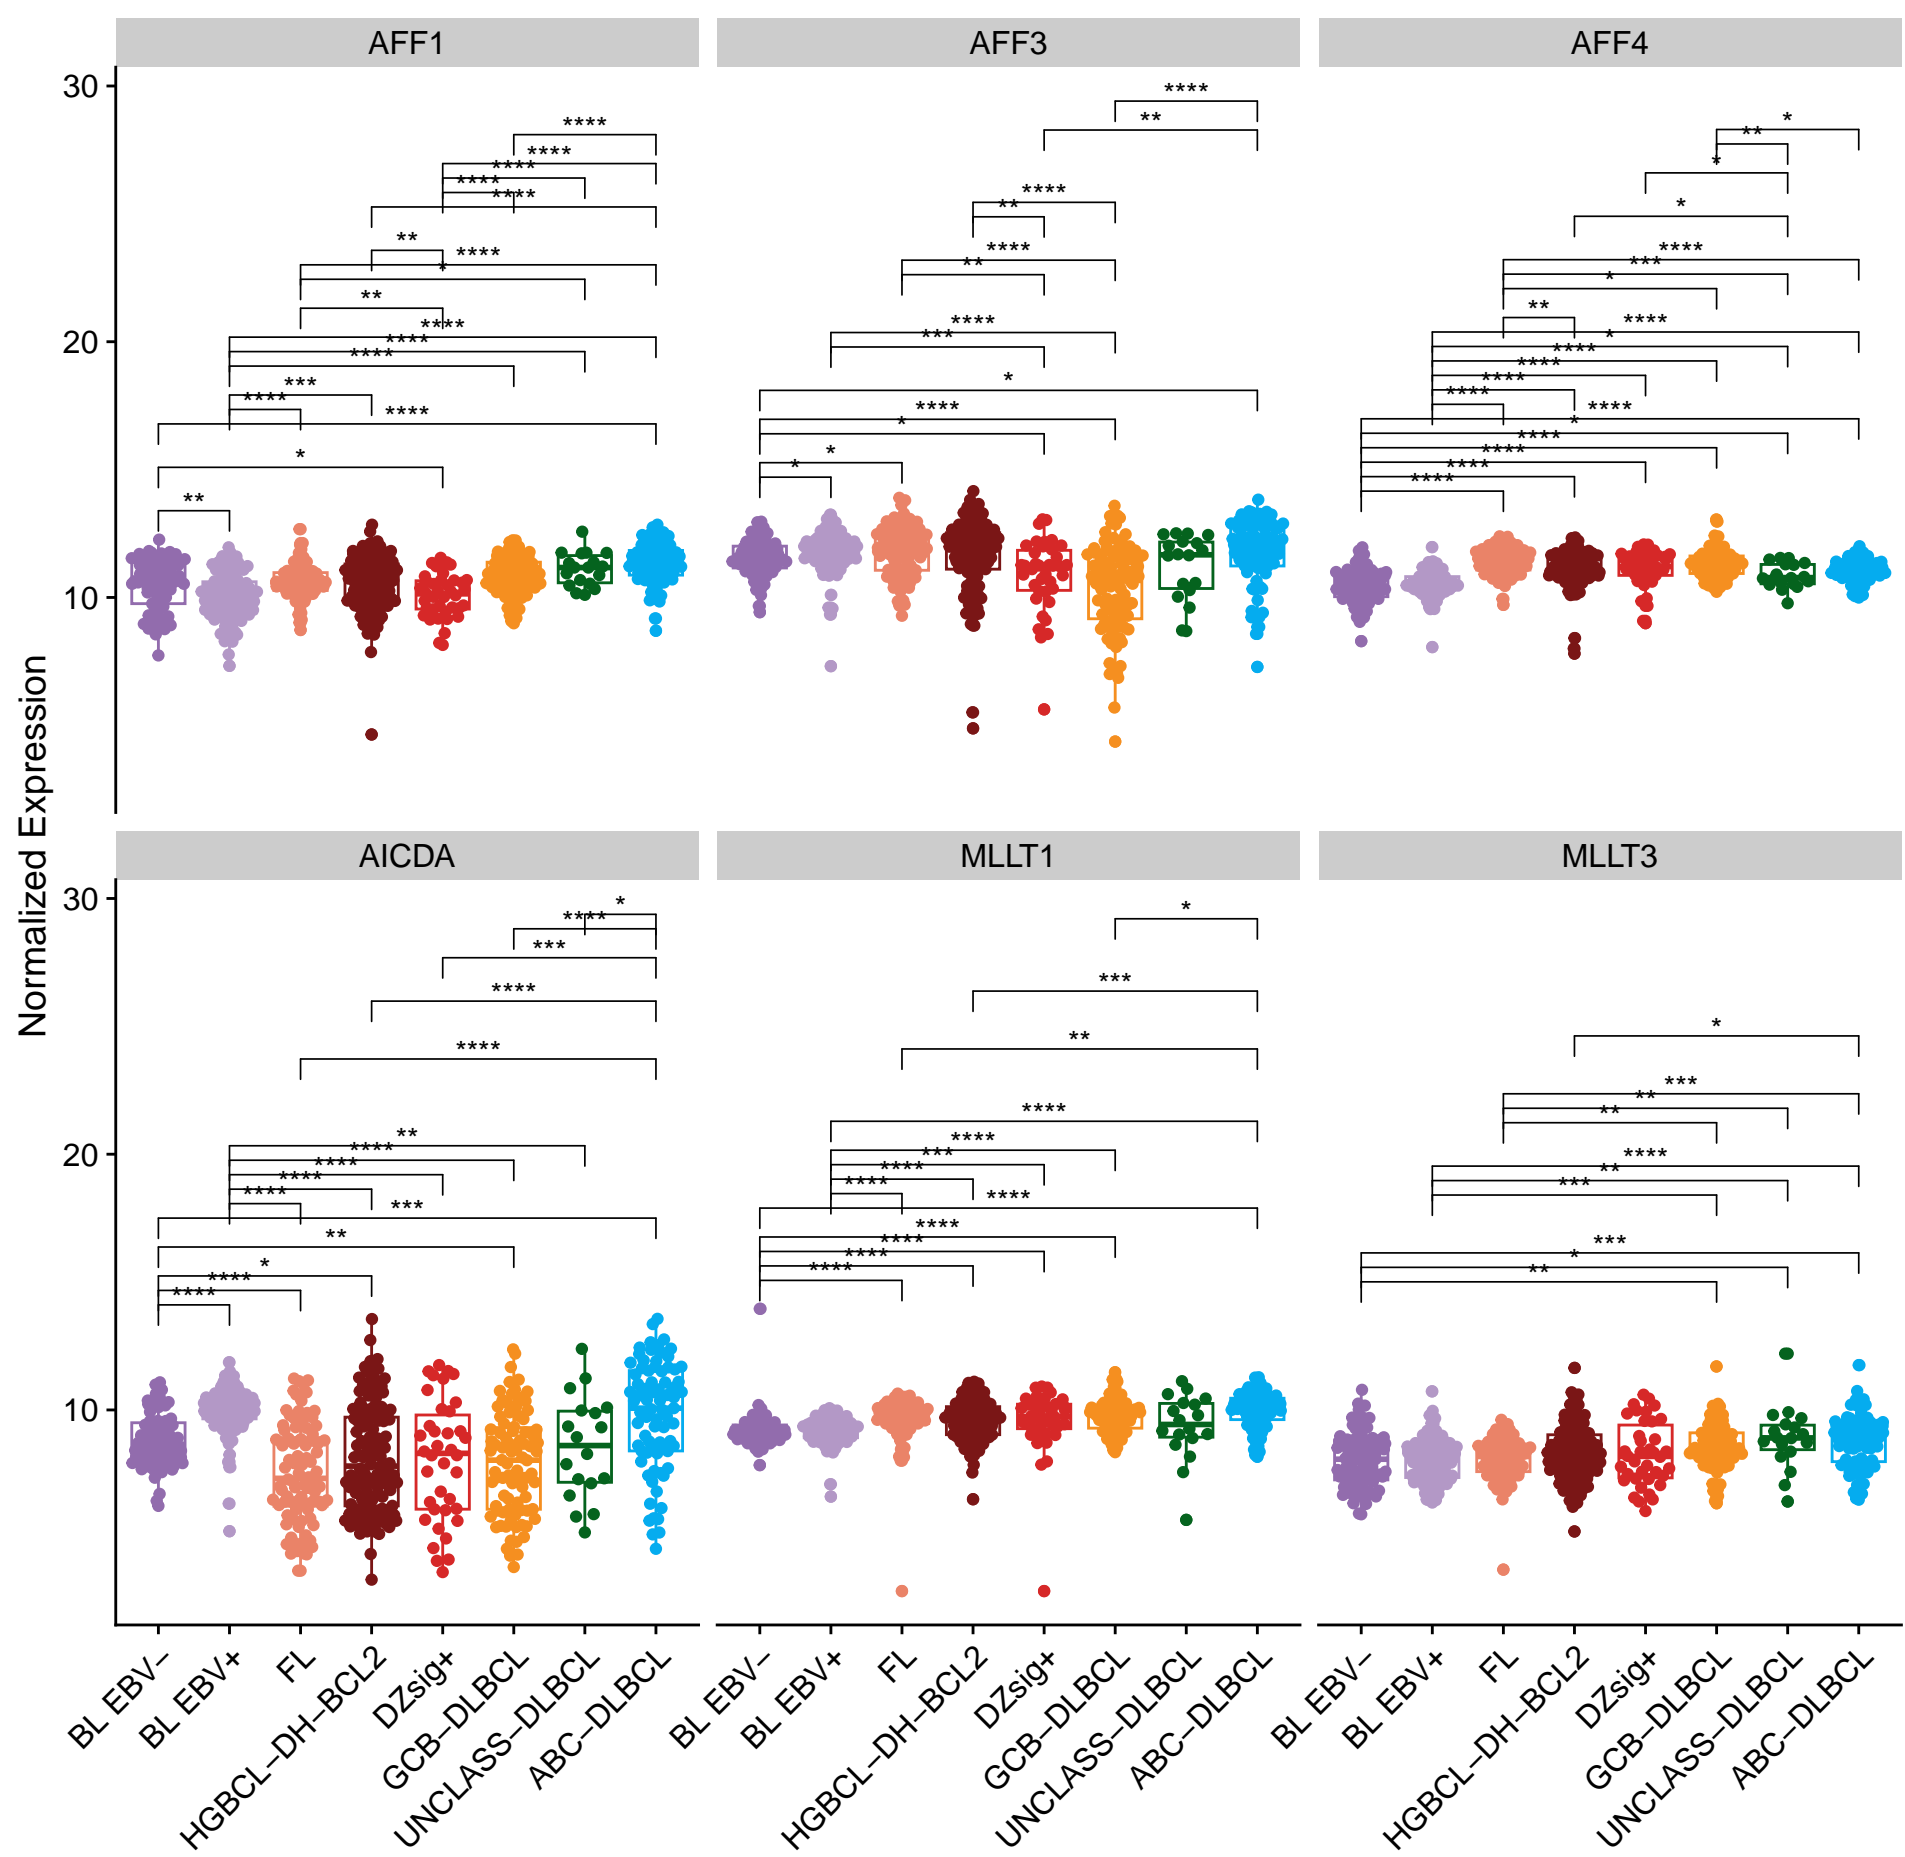 AFF1 AFF3 AFF4
30
20
10
Normalized Expression
AICDA MLLT1 MLLT3
30
20
10
BL EBV− BL EBV+ FL HGBCL−DH−BCL2 DZsig+ GCB−DLBCL UNCLASS−DLBCL ABC−DLBCL
BL EBV− BL EBV+ FL HGBCL−DH−BCL2 DZsig+ GCB−DLBCL UNCLASS−DLBCL ABC−DLBCL
BL EBV− BL EBV+ FL HGBCL−DH−BCL2 DZsig+ GCB−DLBCL UNCLASS−DLBCL ABC−DLBCL